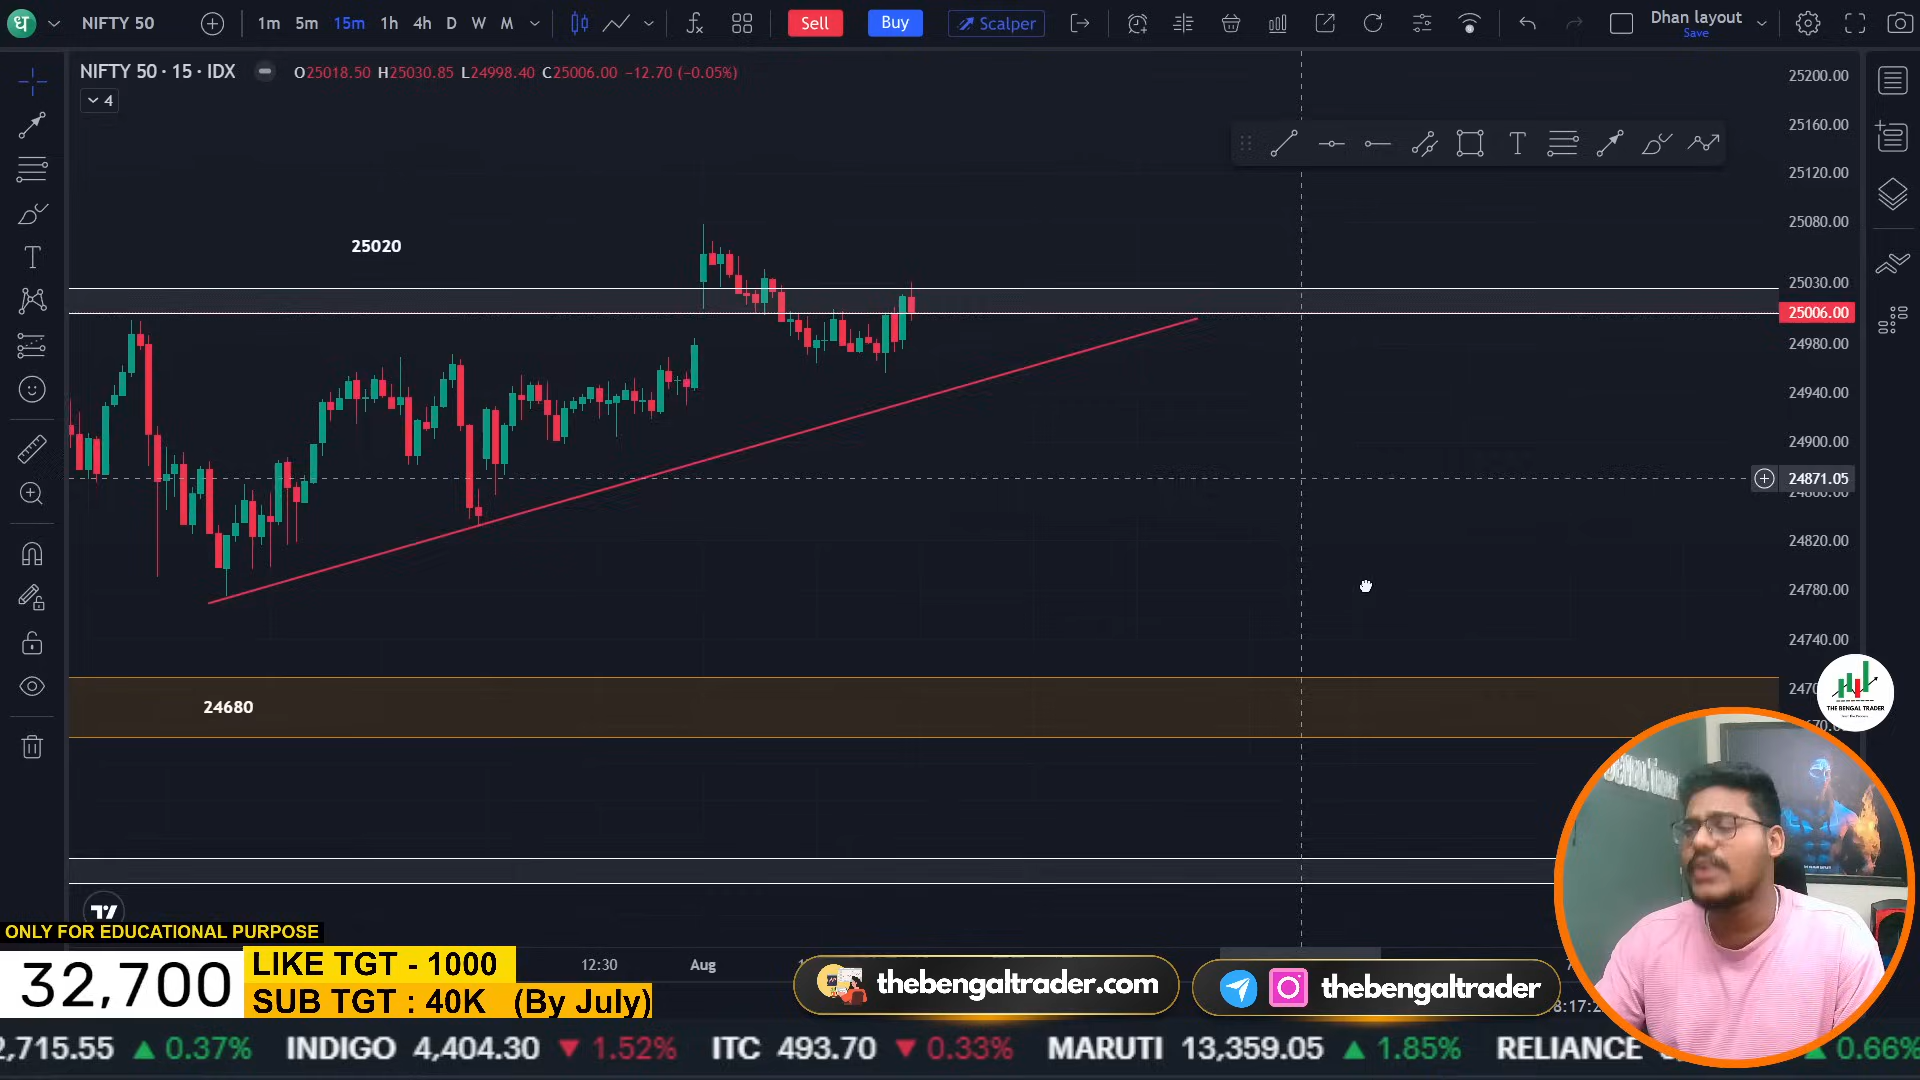 धा NIFTY 50 1m 5m 15m 1h 4h D W M Sell Buy Scalper Dhan layout
Save
NIFTY 50 · 15 · IDX O25018.50 H25030.85 L24998.40 C25006.00 −12.70 (−0.05%)
4
25200.00
25160.00
25120.00
25080.00
25030.00
25006.00
24980.00
24940.00
24900.00
24871.05
24820.00
24780.00
24740.00
25020
24680
THE BENGAL TRADER
12:30 Aug
ONLY FOR EDUCATIONAL PURPOSE
32,700
LIKE TGT - 1000
SUB TGT : 40K (By July)
thebengaltrader.com
thebengaltrader
2,715.55 ▲ 0.37% INDIGO 4,404.30 ▼ 1.52% ITC 493.70 ▼ 0.33% MARUTI 13,359.05 ▲ 1.85% RELIANCE ▲ 0.66%